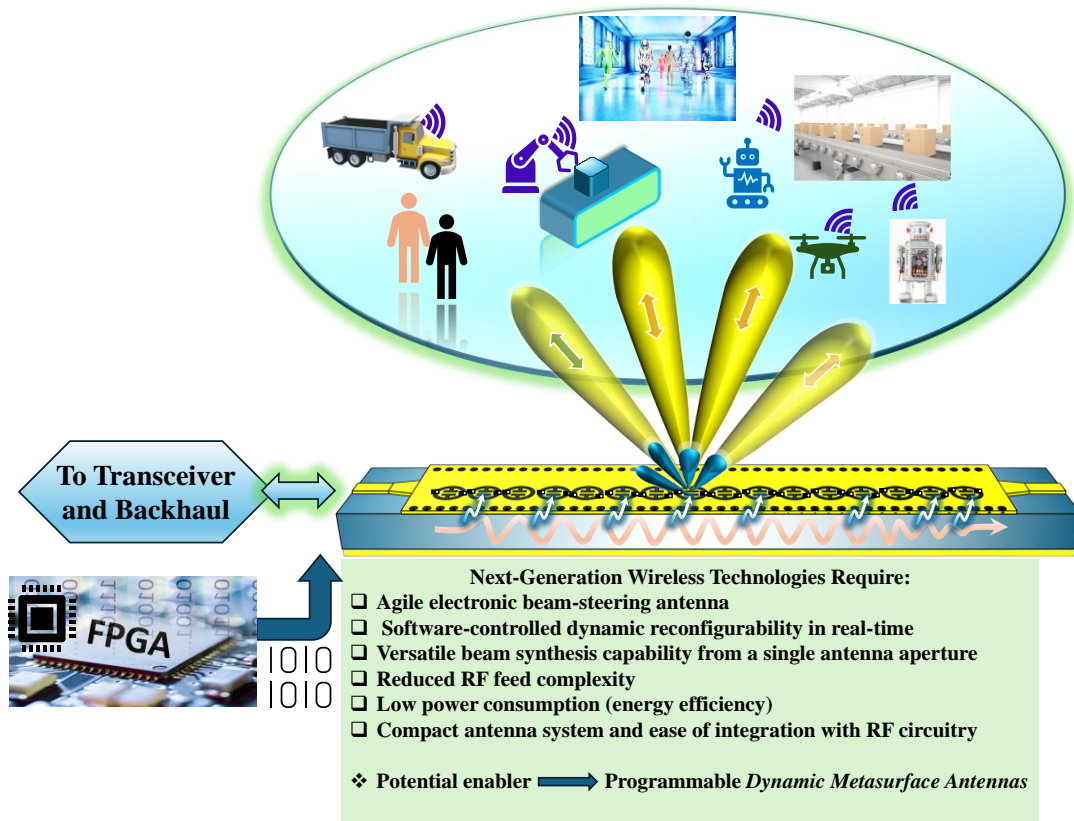 To Transceiver
and Backhaul
FPGA
1010
1010
Next-Generation Wireless Technologies Require:
❑ Agile electronic beam-steering antenna
❑ Software-controlled dynamic reconfigurability in real-time
❑ Versatile beam synthesis capability from a single antenna aperture
❑ Reduced RF feed complexity
❑ Low power consumption (energy efficiency)
❑ Compact antenna system and ease of integration with RF circuitry
❖ Potential enabler → Programmable Dynamic Metasurface Antennas